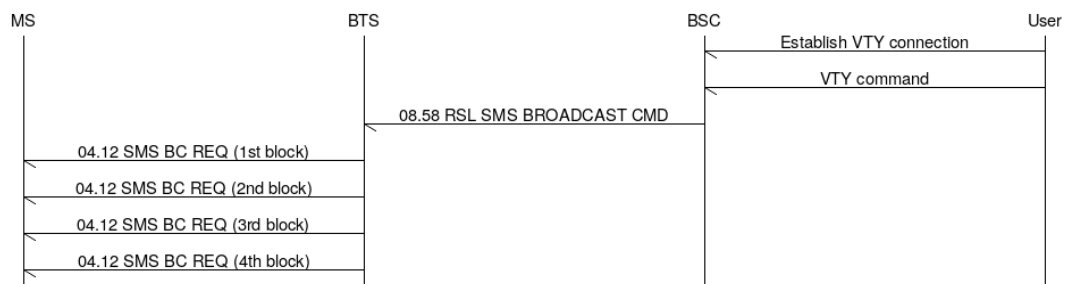 MS BTS BSC User
Establish VTY connection
VTY command
08.58 RSL SMS BROADCAST CMD
04.12 SMS BC REQ (1st block)
04.12 SMS BC REQ (2nd block)
04.12 SMS BC REQ (3rd block)
04.12 SMS BC REQ (4th block)